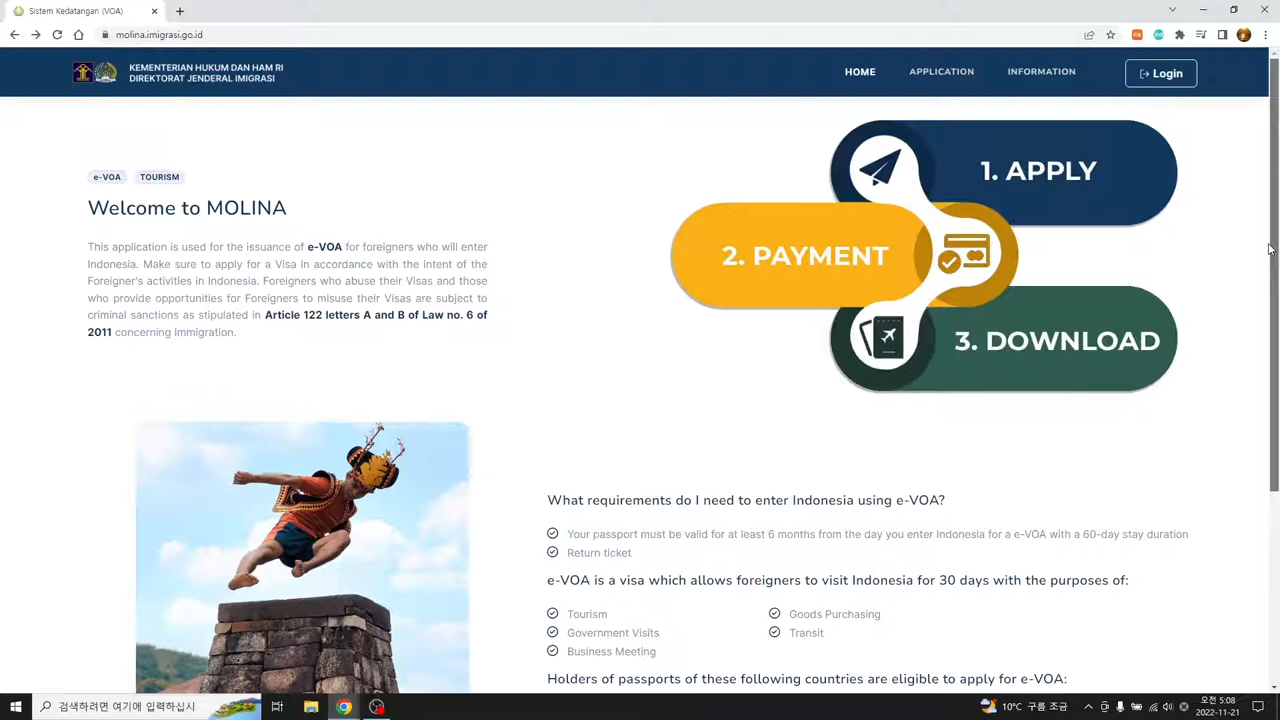 Sistem Kedatangan (VOA)
molina.imigrasi.go.id
KEMENTERIAN HUKUM DAN HAM RI
DIREKTORAT JENDERAL IMIGRASI
HOME
APPLICATION
INFORMATION
Login
e-VOA
TOURISM
Welcome to MOLINA
This application is used for the issuance of e-VOA for foreigners who will enter
Indonesia. Make sure to apply for a Visa in accordance with the intent of the
Foreigner's activities in Indonesia. Foreigners who abuse their Visas and those
who provide opportunities for Foreigners to misuse their Visas are subject to
criminal sanctions as stipulated in Article 122 letters A and B of Law no. 6 of
2011 concerning Immigration.
1. APPLY
2. PAYMENT
3. DOWNLOAD
What requirements do I need to enter Indonesia using e-VOA?
Your passport must be valid for at least 6 months from the day you enter Indonesia for a e-VOA with a 60-day stay duration
Return ticket
e-VOA is a visa which allows foreigners to visit Indonesia for 30 days with the purposes of:
Tourism
Goods Purchasing
Government Visits
Transit
Business Meeting
Holders of passports of these following countries are eligible to apply for e-VOA:
검색하려면 여기에 입력하십시
10℃ 구름 조금
오전 5:08
2022-11-21